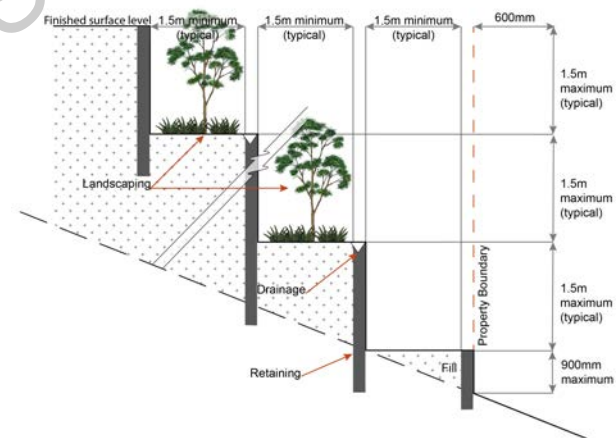 Finished surface level
1.5m minimum
(typical)
1.5m minimum
(typical)
1.5m minimum
(typical)
600mm
1.5m
maximum
(typical)
Landscaping
1.5m
maximum
(typical)
Drainage
Property Boundary
1.5m
maximum
(typical)
Retaining
Fill
900mm
maximum